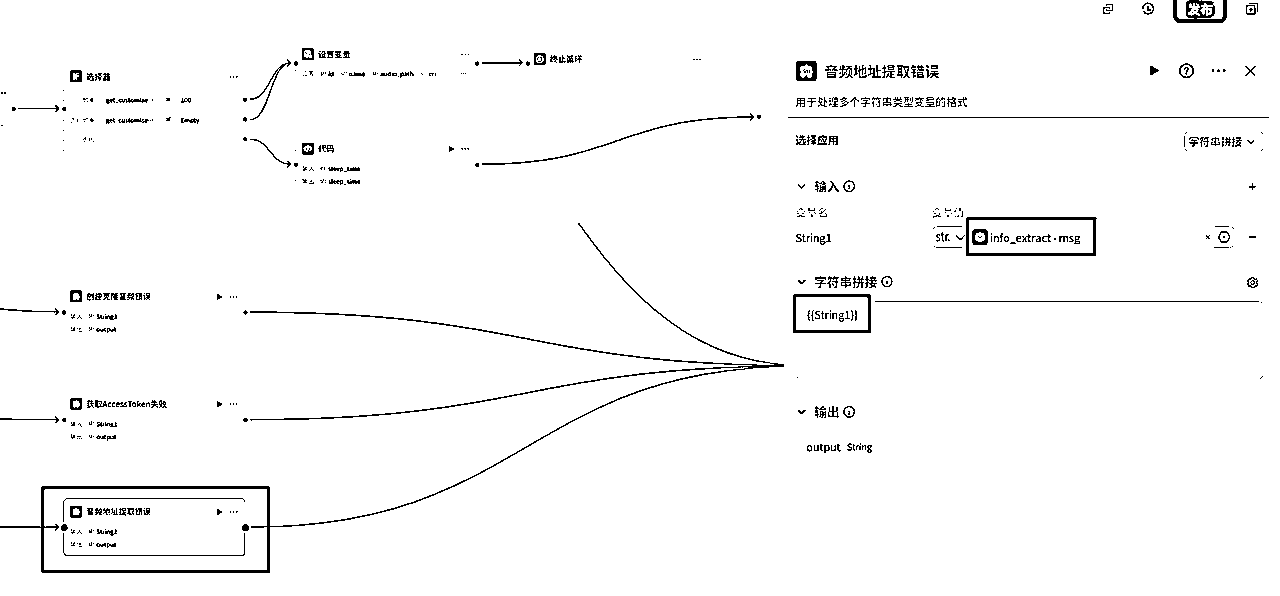 发布
设置变量
终止循环
选择器
get_customise 100
get_customise Empty
代码
sleep_time
sleep_time
创建克隆音频错误
String1
output
获取AccessToken失效
String1
output
音频地址提取错误
String1
output
音频地址提取错误
用于处理多个字符串类型变量的格式
选择应用
字符串拼接
输入
变量名 变量值
String1 str. info_extract - msg
字符串拼接
{{String1}}
输出
output String